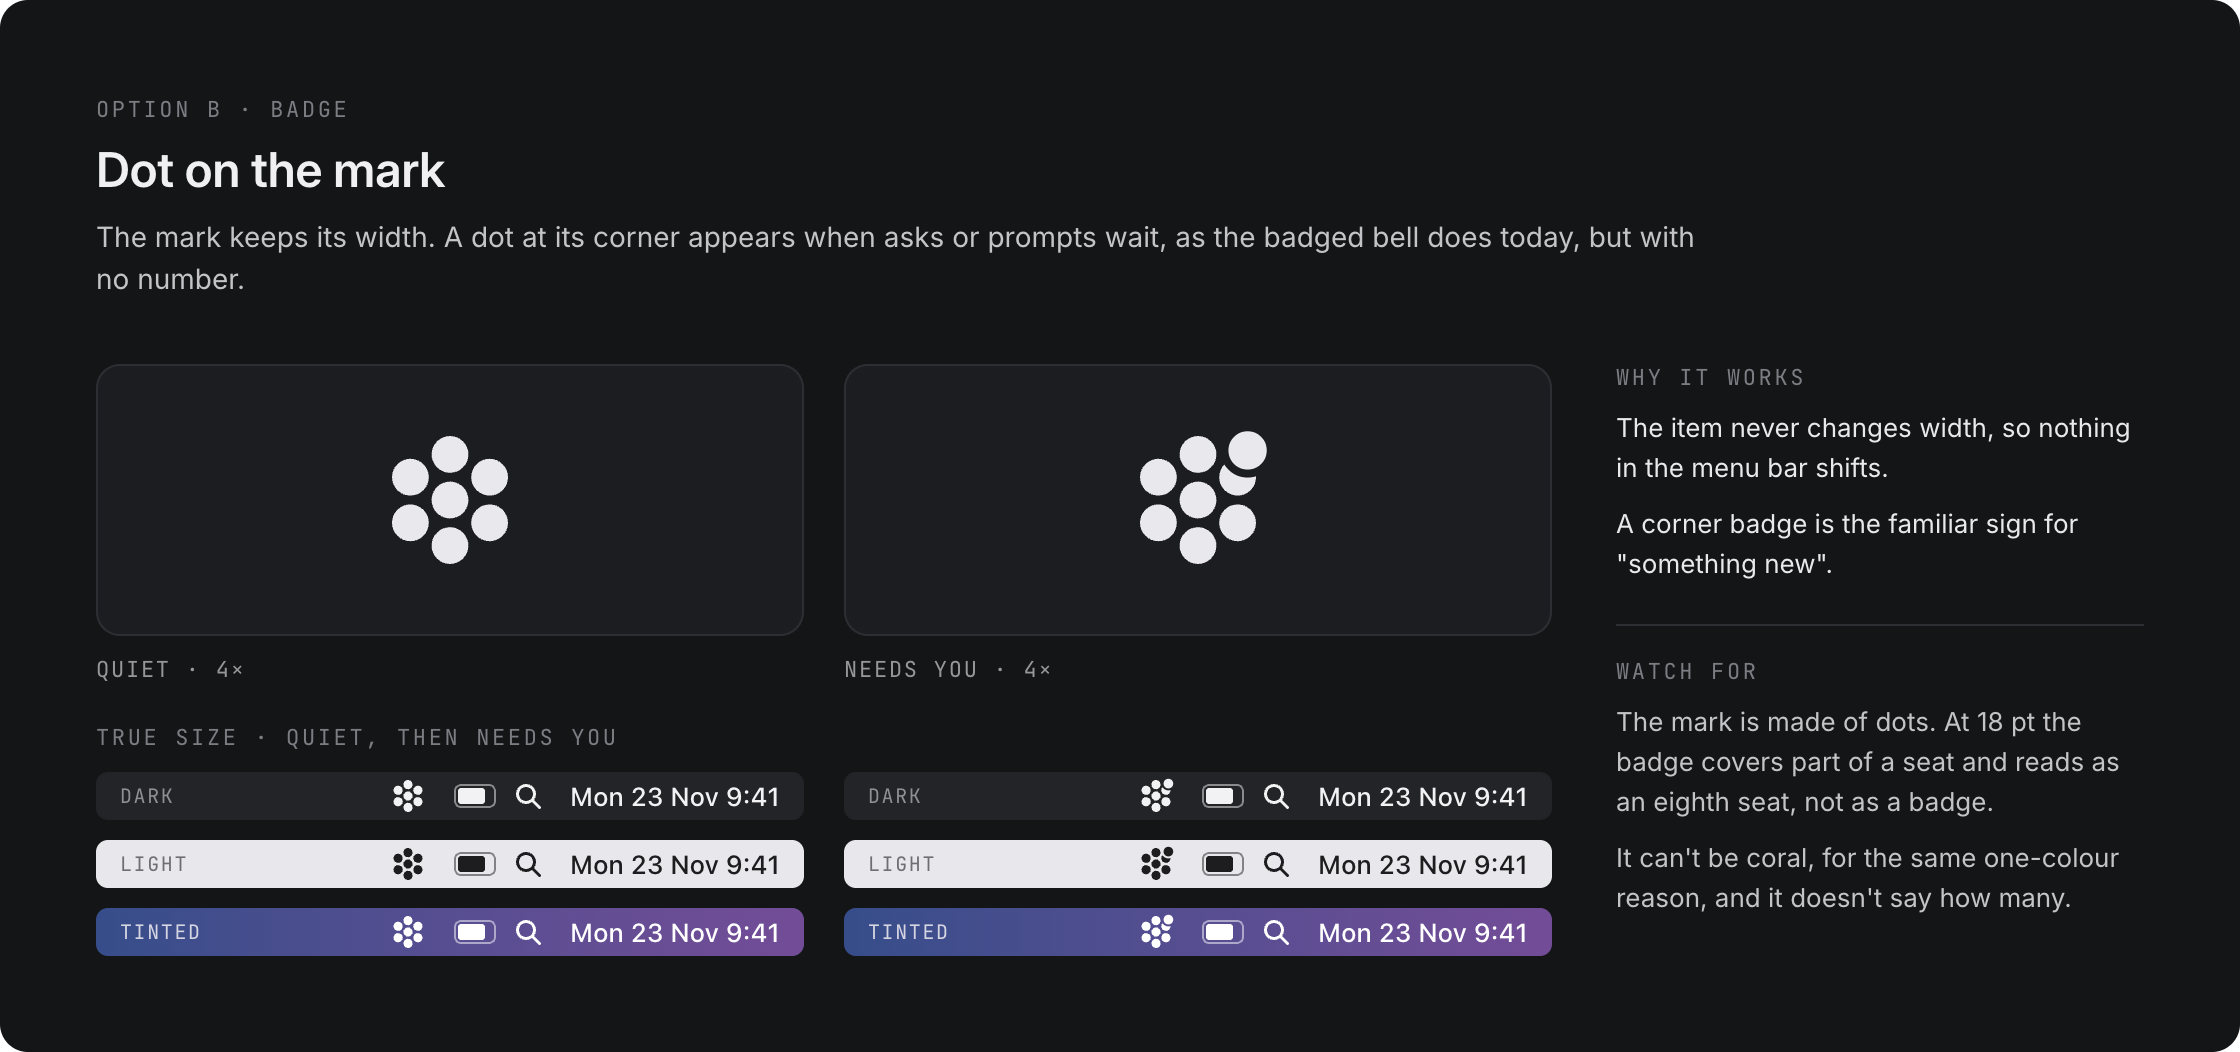 OPTION B · BADGE
Dot on the mark
The mark keeps its width. A dot at its corner appears when asks or prompts wait, as the badged bell does today, but with
no number.
QUIET · 4×
NEEDS YOU · 4×
TRUE SIZE · QUIET, THEN NEEDS YOU
DARK Mon 23 Nov 9:41
DARK Mon 23 Nov 9:41
LIGHT Mon 23 Nov 9:41
LIGHT Mon 23 Nov 9:41
TINTED Mon 23 Nov 9:41
TINTED Mon 23 Nov 9:41
WHY IT WORKS
The item never changes width, so nothing
in the menu bar shifts.
A corner badge is the familiar sign for
"something new".
WATCH FOR
The mark is made of dots. At 18 pt the
badge covers part of a seat and reads as
an eighth seat, not as a badge.
It can't be coral, for the same one-colour
reason, and it doesn't say how many.